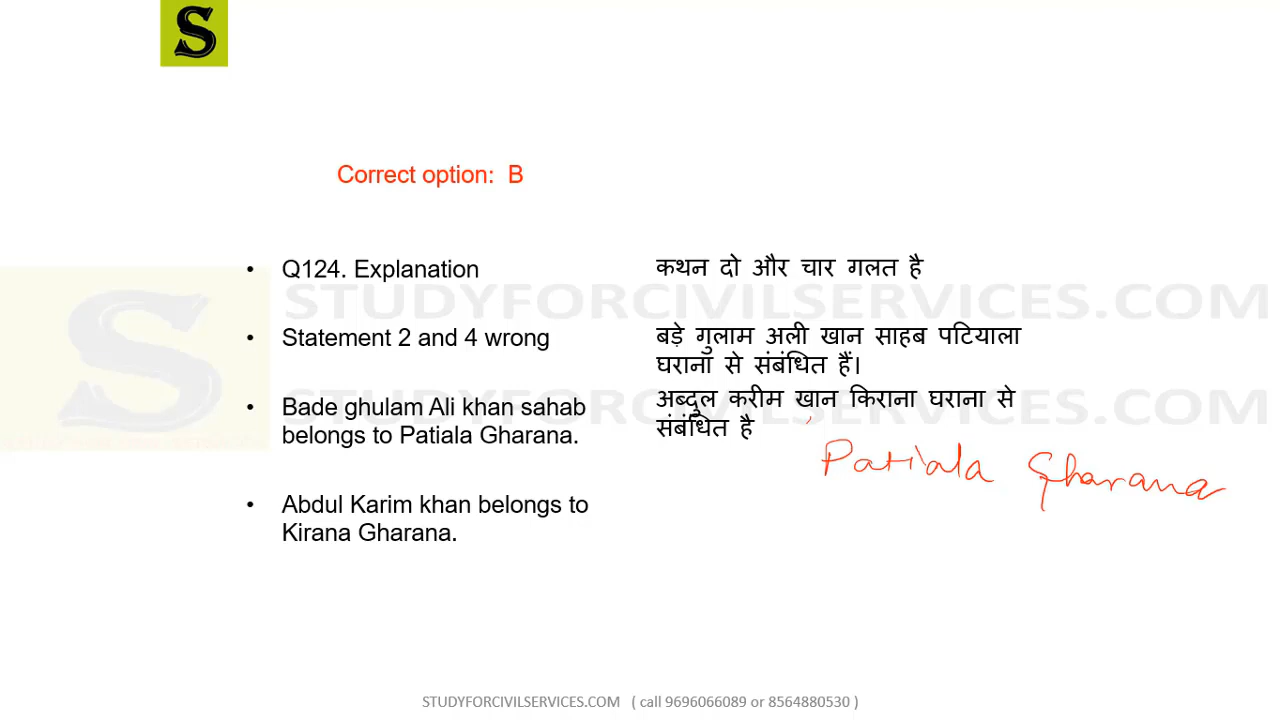 S
Correct option: B
• Q124. Explanation
• Statement 2 and 4 wrong
• Bade ghulam Ali khan sahab
belongs to Patiala Gharana.
• Abdul Karim khan belongs to
Kirana Gharana.
कथन दो और चार गलत है
बड़े गुलाम अली खान साहब पटियाला
घराना से संबंधित हैं।
अब्दुल करीम खान किराना घराना से
संबंधित है
Patiala Gharana
S
STUDYFORCIVILSERVICES.COM
STUDYFORCIVILSERVICES.COM
STUDYFORCIVILSERVICES.COM ( call 9696066089 or 8564880530 )